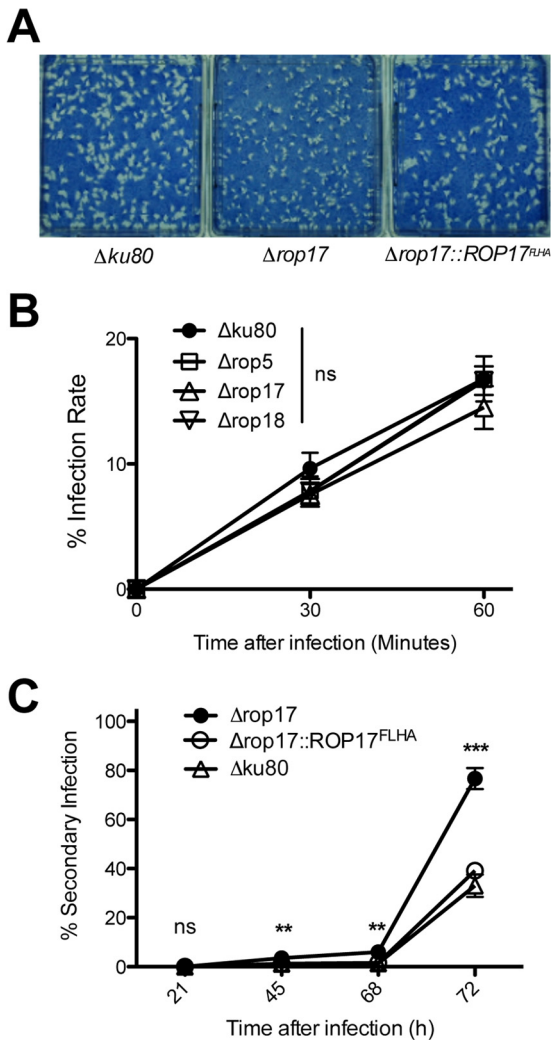 A
Δku80 Δrop17 Δrop17::ROP17FLHA
B
20
10
0
% Infection Rate
Δku80
Δrop5
Δrop17
Δrop18
ns
0 30 60
Time after infection (Minutes)
C
100
80
60
40
20
0
% Secondary Infection
Δrop17
Δrop17::ROP17FLHA
Δku80
ns ** ** ***
21 45 68 72
Time after infection (h)